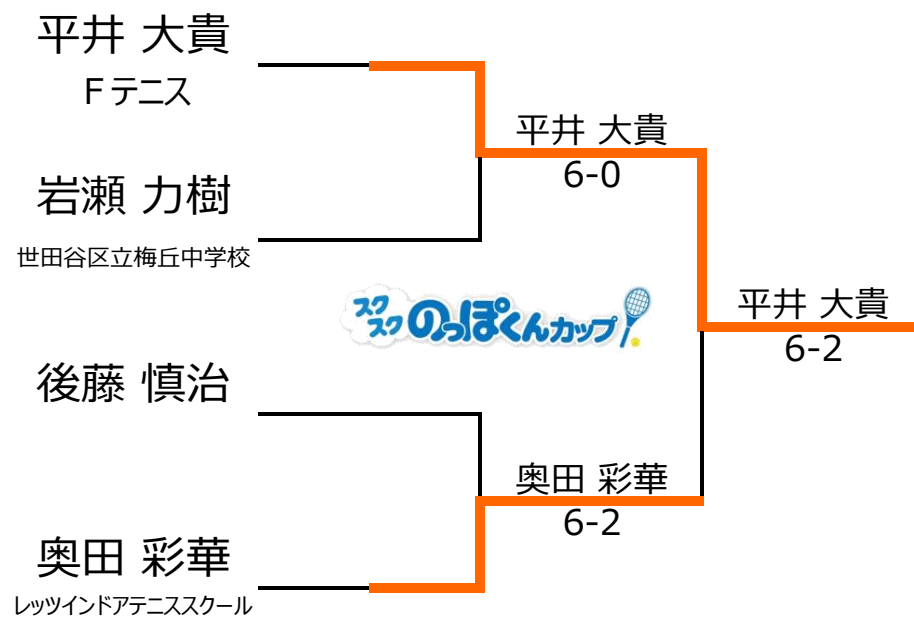 平井 大貴
Fテニス
平井 大貴
6-0
岩瀬 力樹
世田谷区立梅丘中学校
スク
スク のっぽくんカップ!
平井 大貴
6-2
後藤 慎治
奥田 彩華
6-2
奥田 彩華
レッツインドアテニススクール